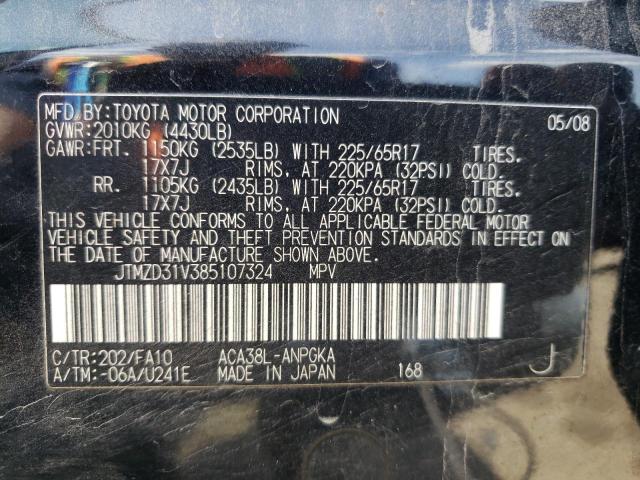 MFD.BY:TOYOTA MOTOR CORPORATION 05/08
GVWR:2010KG (4430LB)
GAWR:FRT. 1150KG (2535LB) WITH 225/65R17 TIRES.
17X7J RIMS, AT 220KPA (32PSI) COLD.
RR. 1105KG (2435LB) WITH 225/65R17 TIRES.
17X7J RIMS, AT 220KPA (32PSI) COLD.
THIS VEHICLE CONFORMS TO ALL APPLICABLE FEDERAL MOTOR
VEHICLE SAFETY AND THEFT PREVENTION STANDARDS IN EFFECT ON
THE DATE OF MANUFACTURE SHOWN ABOVE.
JTMZD31V385107324 MPV
C/TR:202/FA10 ACA38L-ANPGKA
A/TM:-06A/U241E MADE IN JAPAN 168 J